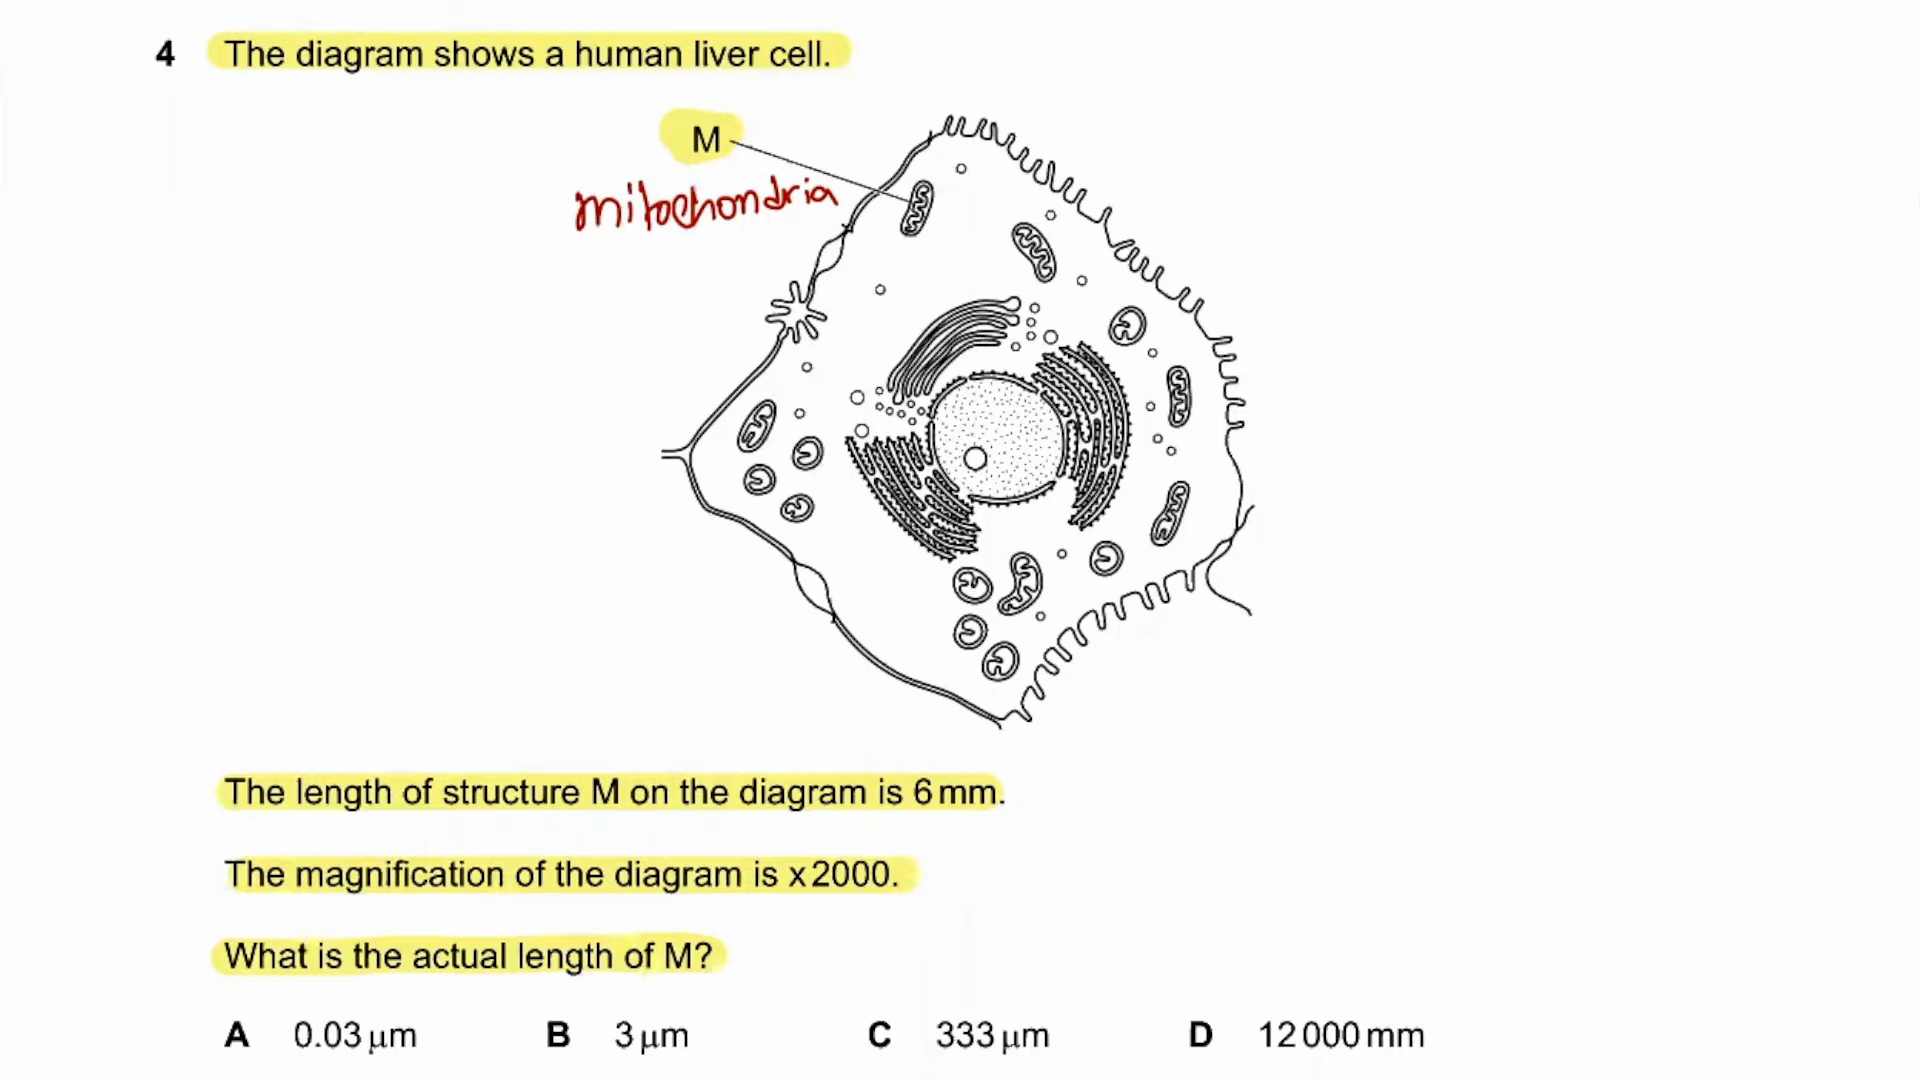 4 The diagram shows a human liver cell.
M
mitochondria
The length of structure M on the diagram is 6 mm.
The magnification of the diagram is x 2000.
What is the actual length of M?
A 0.03 μm B 3 μm C 333 μm D 12 000 mm